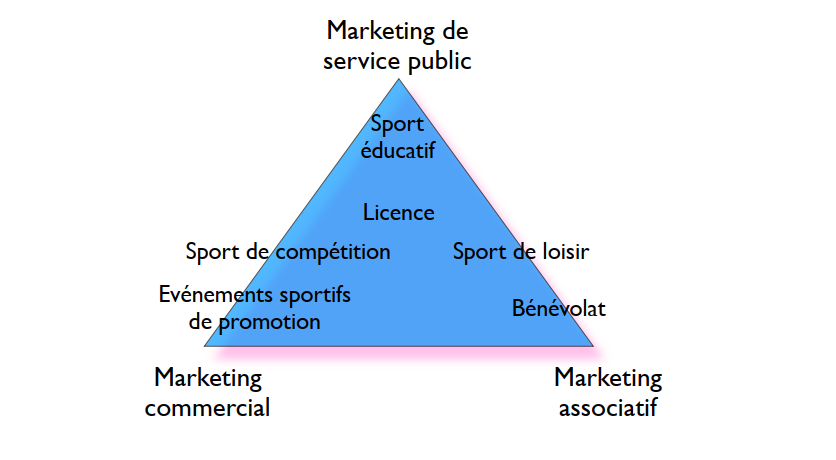 Marketing de
service public
Sport
éducatif
Licence
Sport de compétition
Sport de loisir
Evénements sportifs
de promotion
Bénévolat
Marketing
commercial
Marketing
associatif